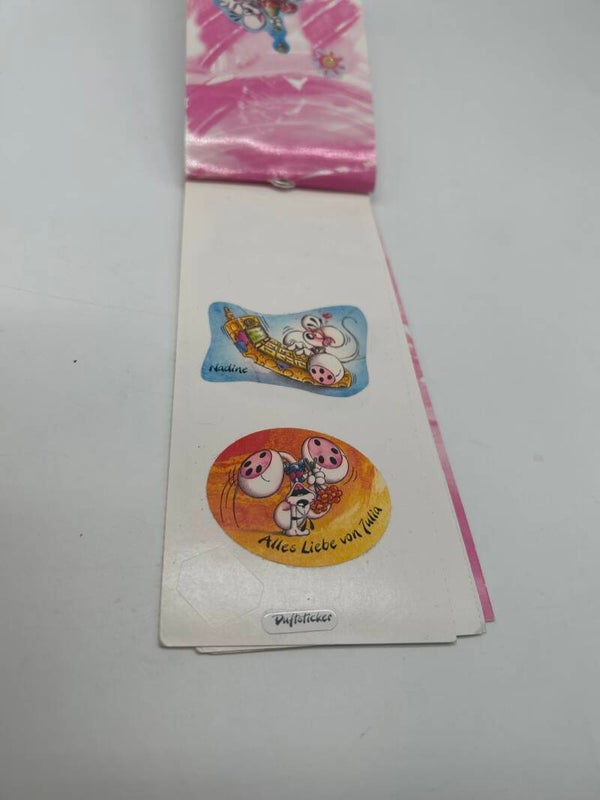 Nadine
Alles Liebe von Julia
Duftsticker